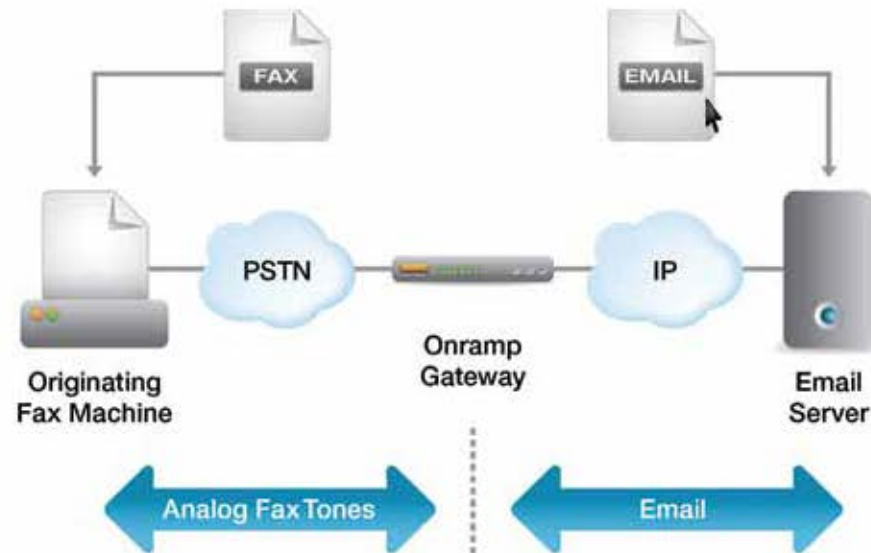 FAX
EMAIL
PSTN
IP
Onramp
Gateway
Originating
Fax Machine
Email
Server
Analog Fax Tones
Email